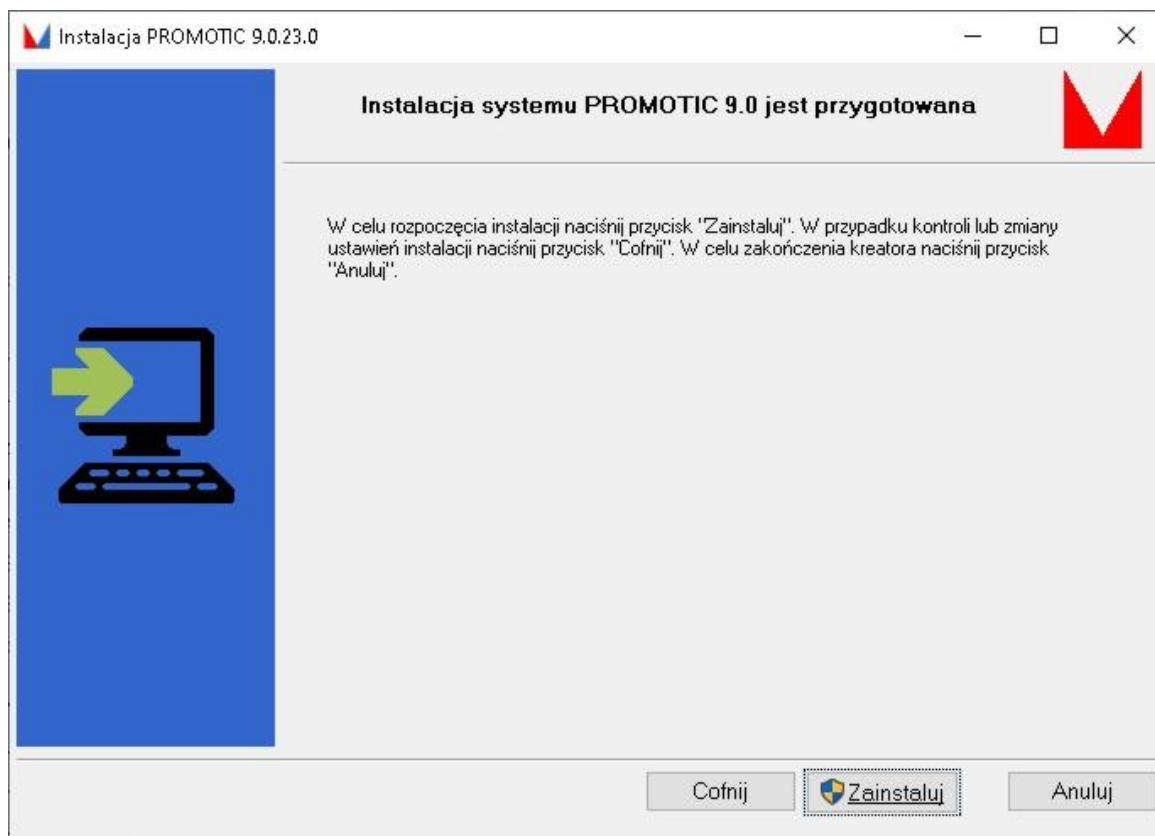 Instalacja PROMOTIC 9.0.23.0
Instalacja systemu PROMOTIC 9.0 jest przygotowana
W celu rozpoczęcia instalacji naciśnij przycisk "Zainstaluj". W przypadku kontroli lub zmiany
ustawień instalacji naciśnij przycisk "Cofnij". W celu zakończenia kreatora naciśnij przycisk
"Anuluj".
Cofnij
Zainstaluj
Anuluj